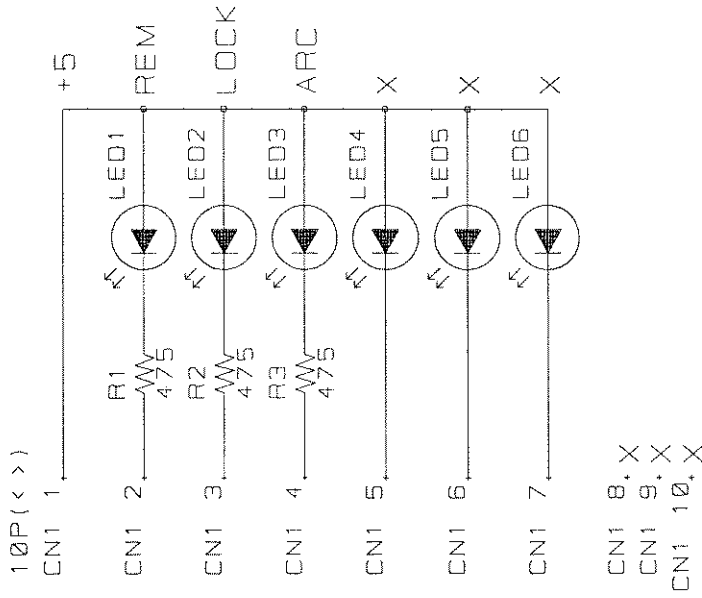 +5
REM
LOCK
ARC
X
X
X
LED1
LED2
LED3
LED4
LED5
LED6
R1
475
R2
475
R3
475
10P(< >)
CN1 1
CN1 2
CN1 3
CN1 4
CN1 5
CN1 6
CN1 7
CN1 8 X
CN1 9 X
CN1 10 X